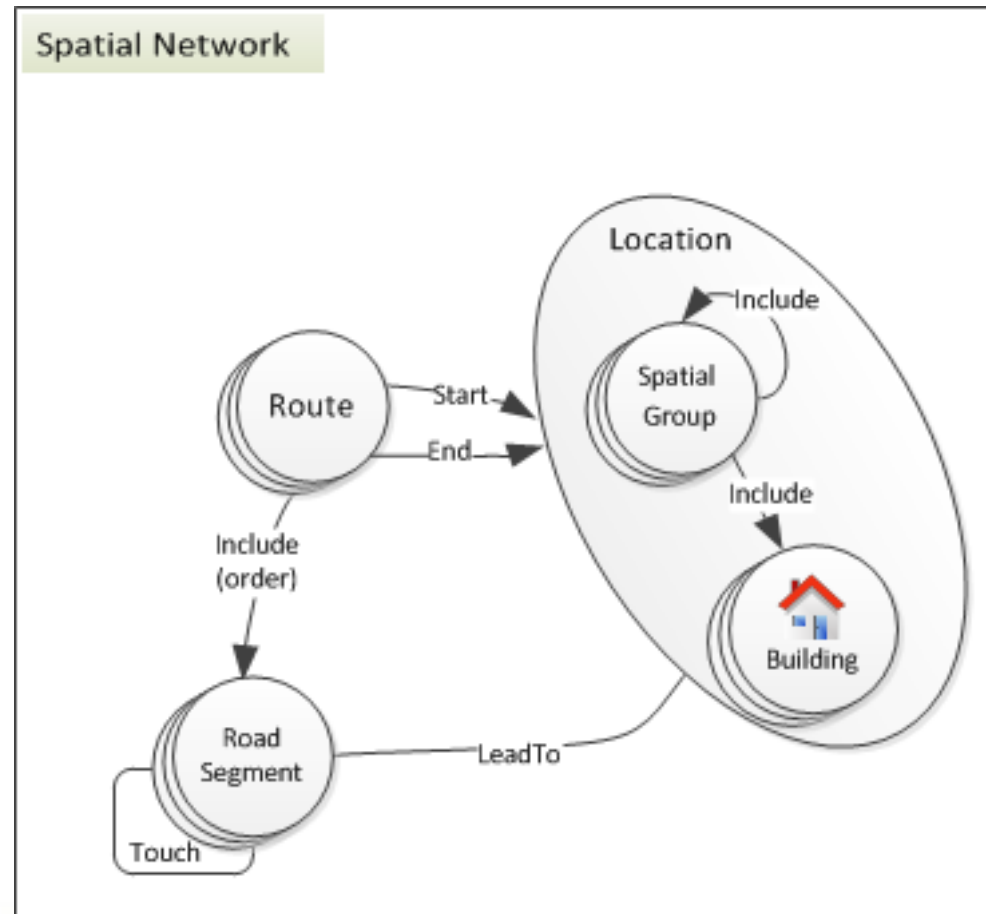 Spatial Network
Location
Include
Spatial
Group
Route
Start
End
Include
Include
(order)
Building
Road
Segment
LeadTo
Touch